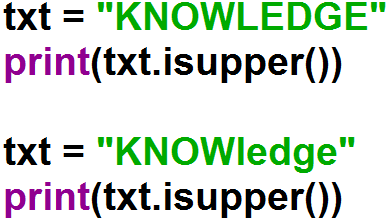 txt = "KNOWLEDGE"
print(txt.isupper())
txt = "KNOWledge"
print(txt.isupper())